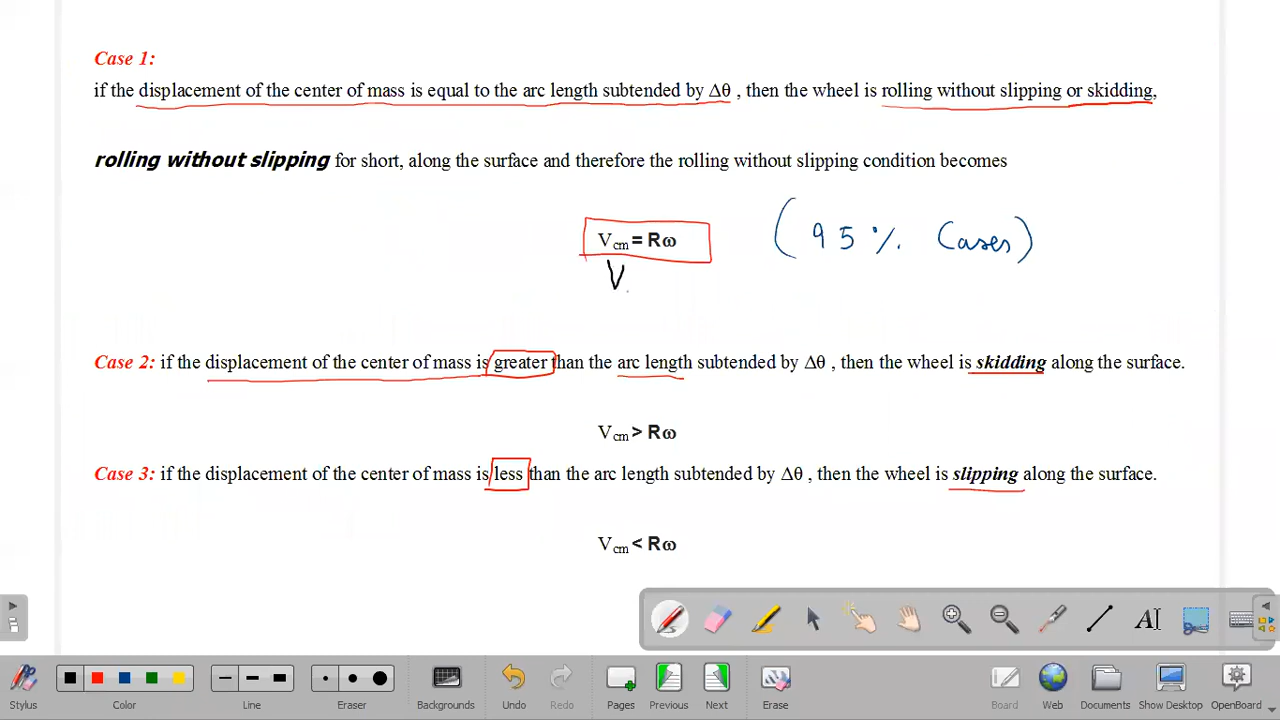 Case 1:
if the displacement of the center of mass is equal to the arc length subtended by Δθ , then the wheel is rolling without slipping or skidding,
rolling without slipping for short, along the surface and therefore the rolling without slipping condition becomes
Vcm = Rω
(95 % Cases)
V
Case 2: if the displacement of the center of mass is greater than the arc length subtended by Δθ , then the wheel is skidding along the surface.
Vcm > Rω
Case 3: if the displacement of the center of mass is less than the arc length subtended by Δθ , then the wheel is slipping along the surface.
Vcm < Rω
AI
Stylus Color Line Eraser Backgrounds Undo Redo Pages Previous Next Erase Board Web Documents Show Desktop OpenBoard